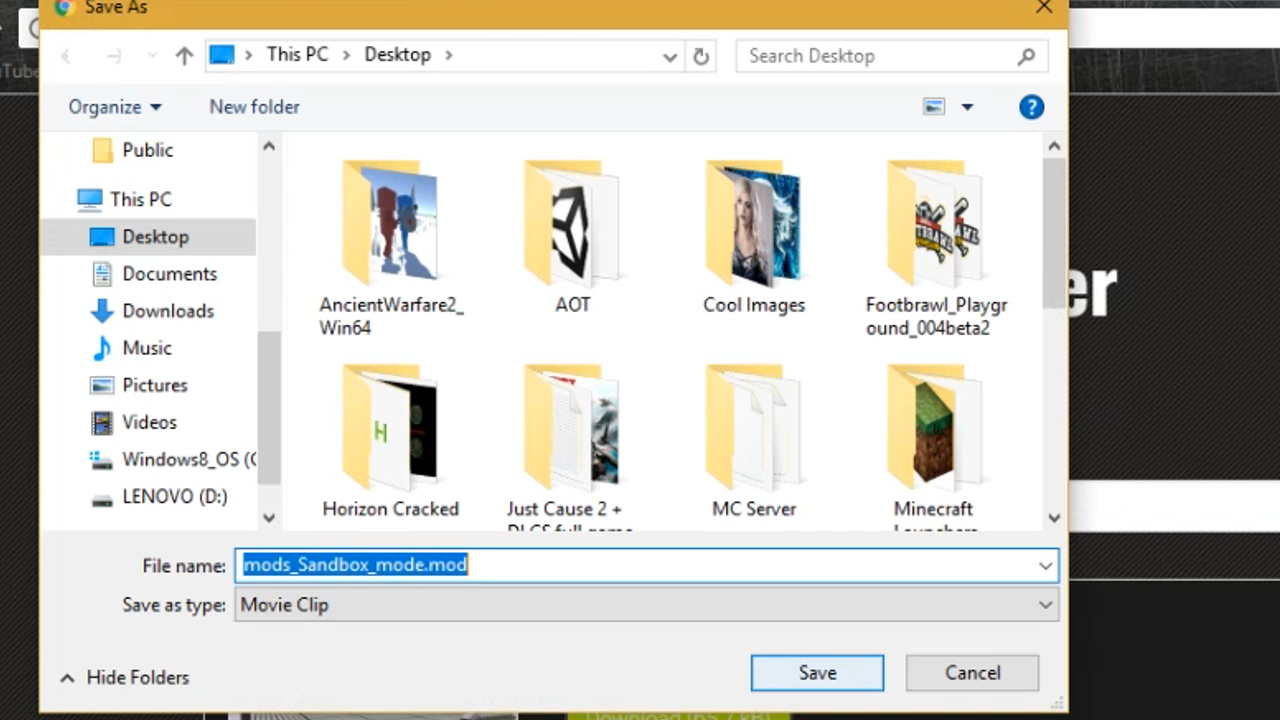 Save As
uTube
This PC
Desktop
Search Desktop
Organize
New folder
Public
This PC
Desktop
Documents
Downloads
Music
Pictures
Videos
Windows8_OS (C
LENOVO (D:)
AncientWarfare2_
Win64
AOT
Cool Images
Footbrawl_Playgr
ound_004beta2
Horizon Cracked
Just Cause 2 +
DLCS full game
MC Server
Minecraft
Launchers
er
File name:
mods_Sandbox_mode.mod
Save as type:
Movie Clip
Hide Folders
Save
Cancel